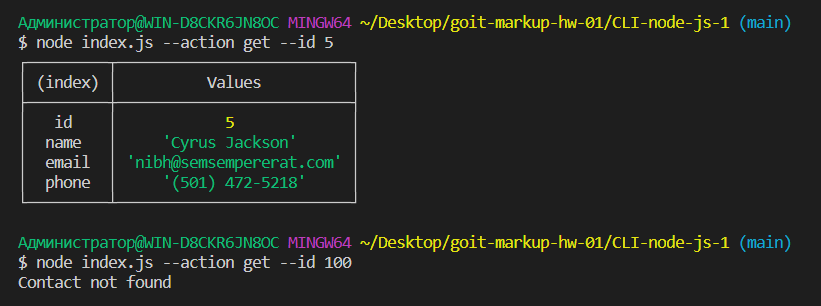 Администратор@WIN-D8CKR6JN8OC MINGW64 ~/Desktop/goit-markup-hw-01/CLI-node-js-1 (main)
$ node index.js --action get --id 5
(index) Values
id 5
name 'Cyrus Jackson'
email 'nibh@semsempererat.com'
phone '(501) 472-5218'
Администратор@WIN-D8CKR6JN8OC MINGW64 ~/Desktop/goit-markup-hw-01/CLI-node-js-1 (main)
$ node index.js --action get --id 100
Contact not found